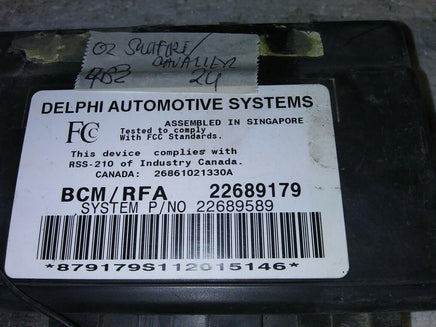 02 SUNFIRE/
CAVALIER
4DR 24
DELPHI AUTOMOTIVE SYSTEMS
FCC
ASSEMBLED IN SINGAPORE
Tested to comply
With FCC Standards.
This device complies with
RSS-210 of Industry Canada.
CANADA: 26861021330A
BCM/RFA 22689179
SYSTEM P/NO 22689589
*879179S112015146*